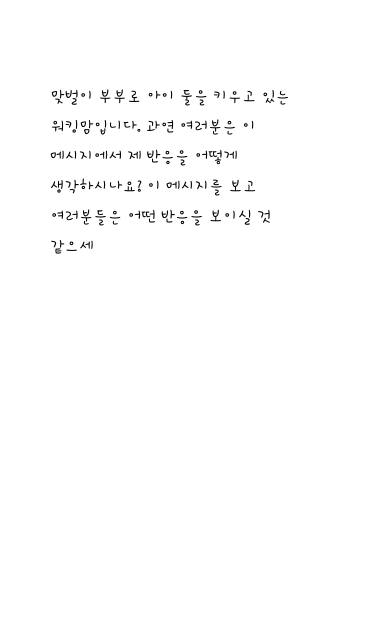 맞벌이 부부로 아이 둘을 키우고 있는
워킹맘입니다. 과연 여러분은 이
메시지에서 제 반응을 어떻게
생각하시나요? 이 메시지를 보고
여러분들은 어떤 반응을 보이실 것
같으세